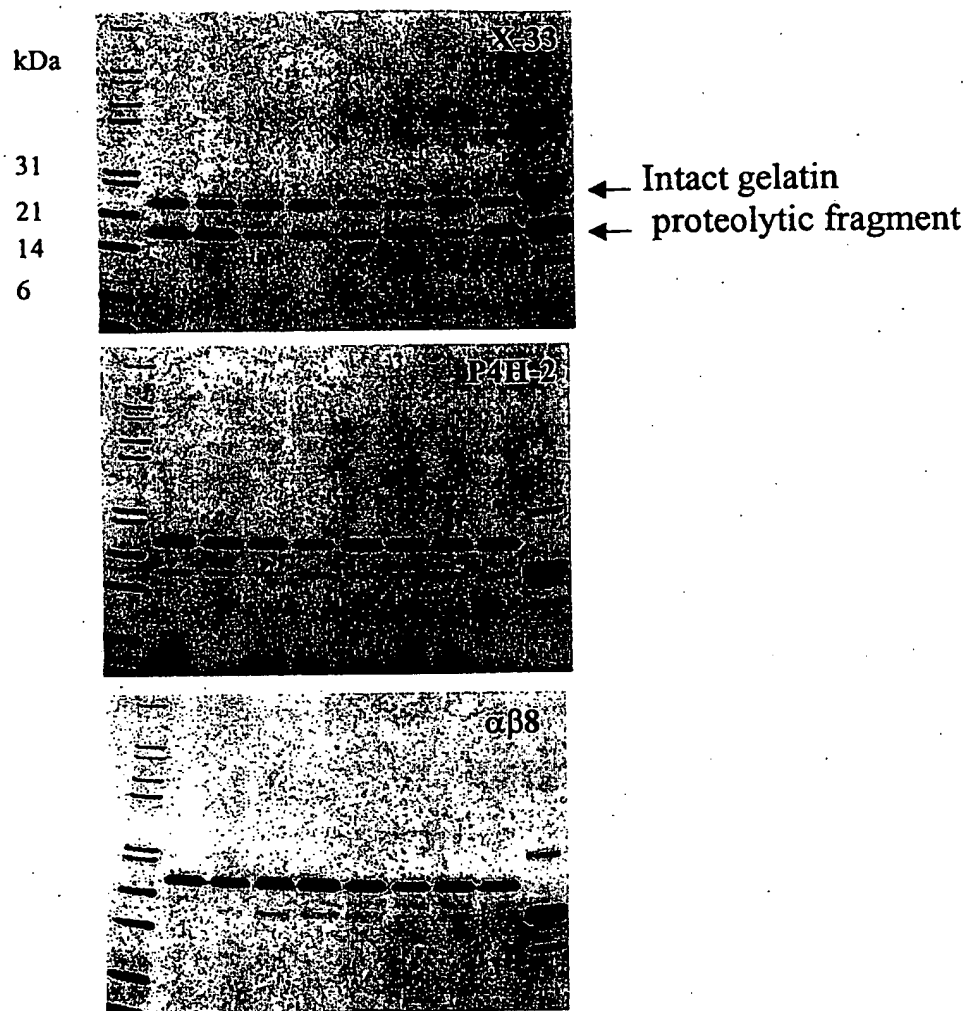 X-33
kDa
31
Intact gelatin
21
proteolytic fragment
14
6
P4H-2
αβ8